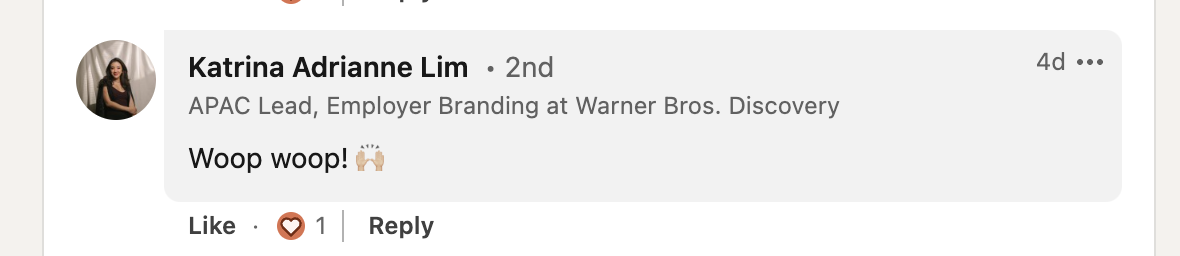 Katrina Adrianne Lim • 2nd
4d •••
APAC Lead, Employer Branding at Warner Bros. Discovery
Woop woop! 🙌🏼
Like · 1 | Reply